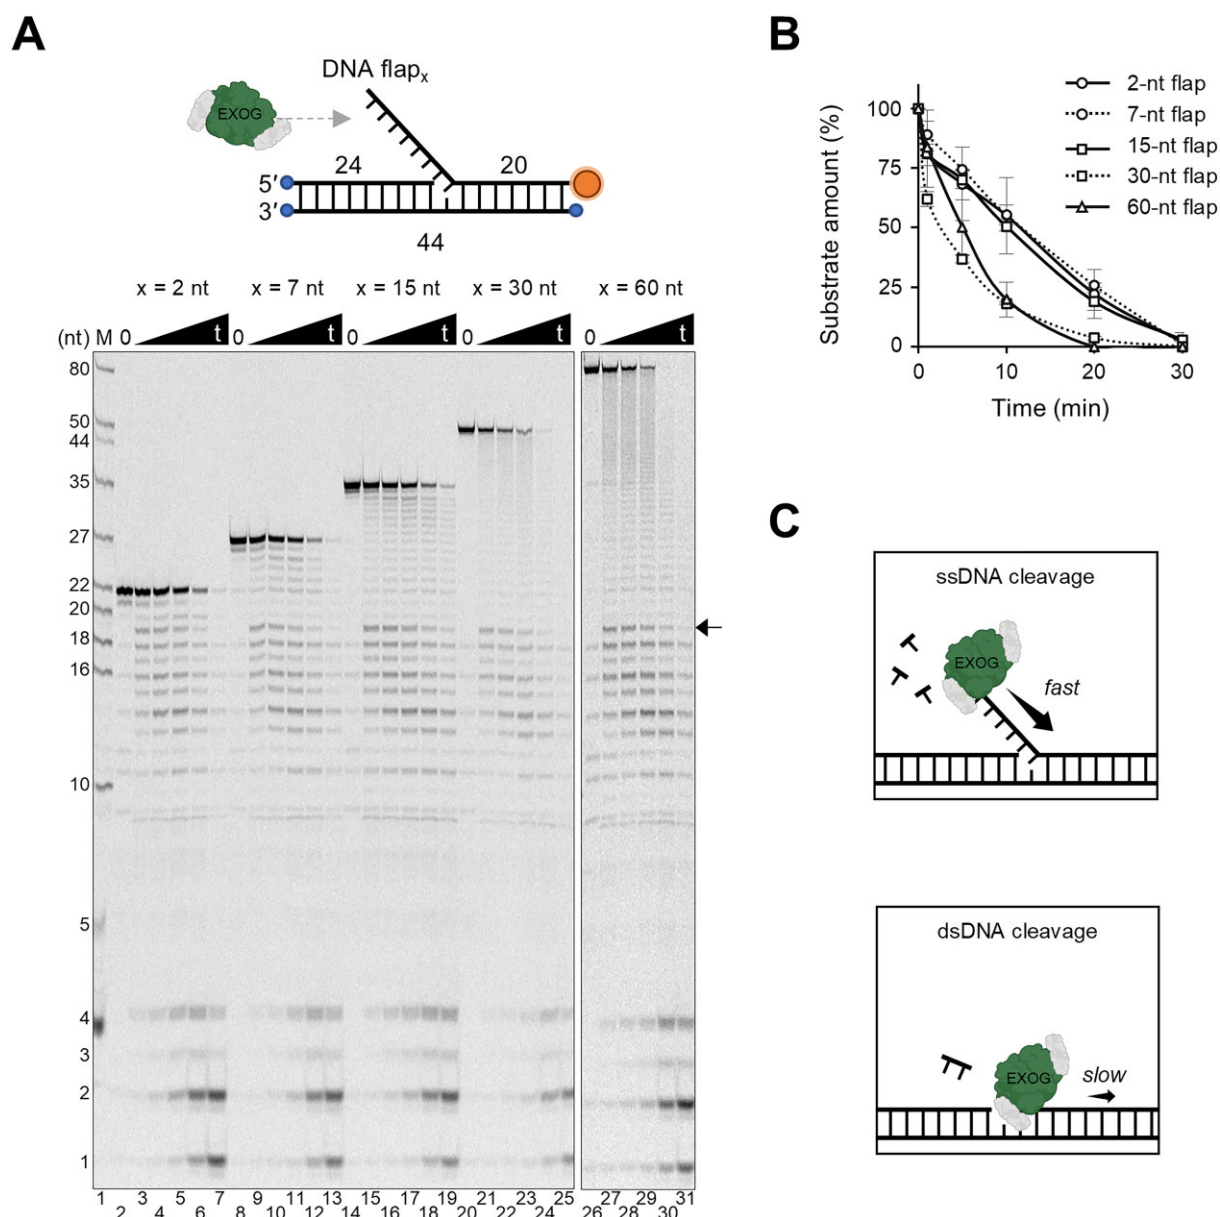 A
DNA flapx
EXOG
24
20
5′
3′
44
x = 2 nt
x = 7 nt
x = 15 nt
x = 30 nt
x = 60 nt
(nt) M 0 t 0 t 0 t 0 t 0 t
80
50
44
35
27
22
20
18
16
10
5
4
3
2
1
1 3 5 7 9 11 13 15 17 19 21 23 25 27 29 31
2 4 6 8 10 12 14 16 18 20 22 24 26 28 30
B
Substrate amount (%)
100
75
50
25
0
0 10 20 30
Time (min)
2-nt flap
7-nt flap
15-nt flap
30-nt flap
60-nt flap
C
ssDNA cleavage
EXOG
fast
dsDNA cleavage
EXOG
slow